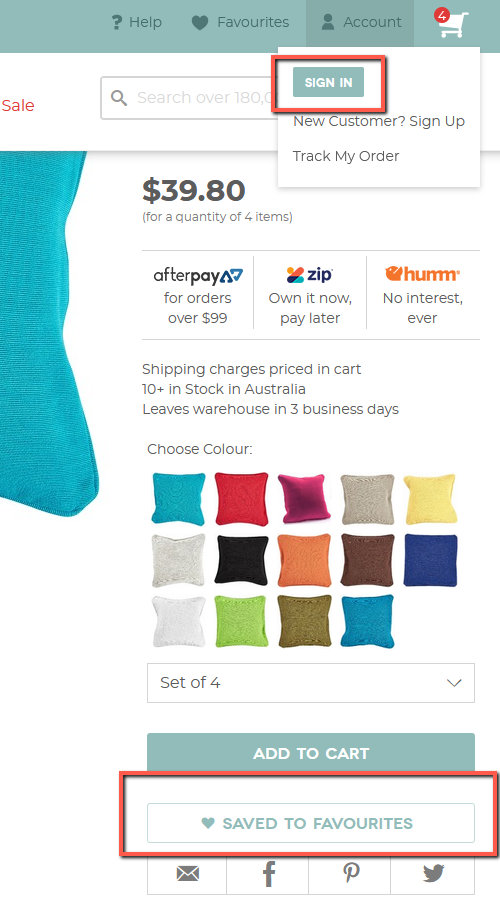 ? Help
Favourites
Account
4
SIGN IN
Sale
Search over 180,0
New Customer? Sign Up
Track My Order
$39.80
(for a quantity of 4 items)
afterpay
zip
humm
for orders
over $99
Own it now,
pay later
No interest,
ever
Shipping charges priced in cart
10+ in Stock in Australia
Leaves warehouse in 3 business days
Choose Colour:
Set of 4
ADD TO CART
SAVED TO FAVOURITES